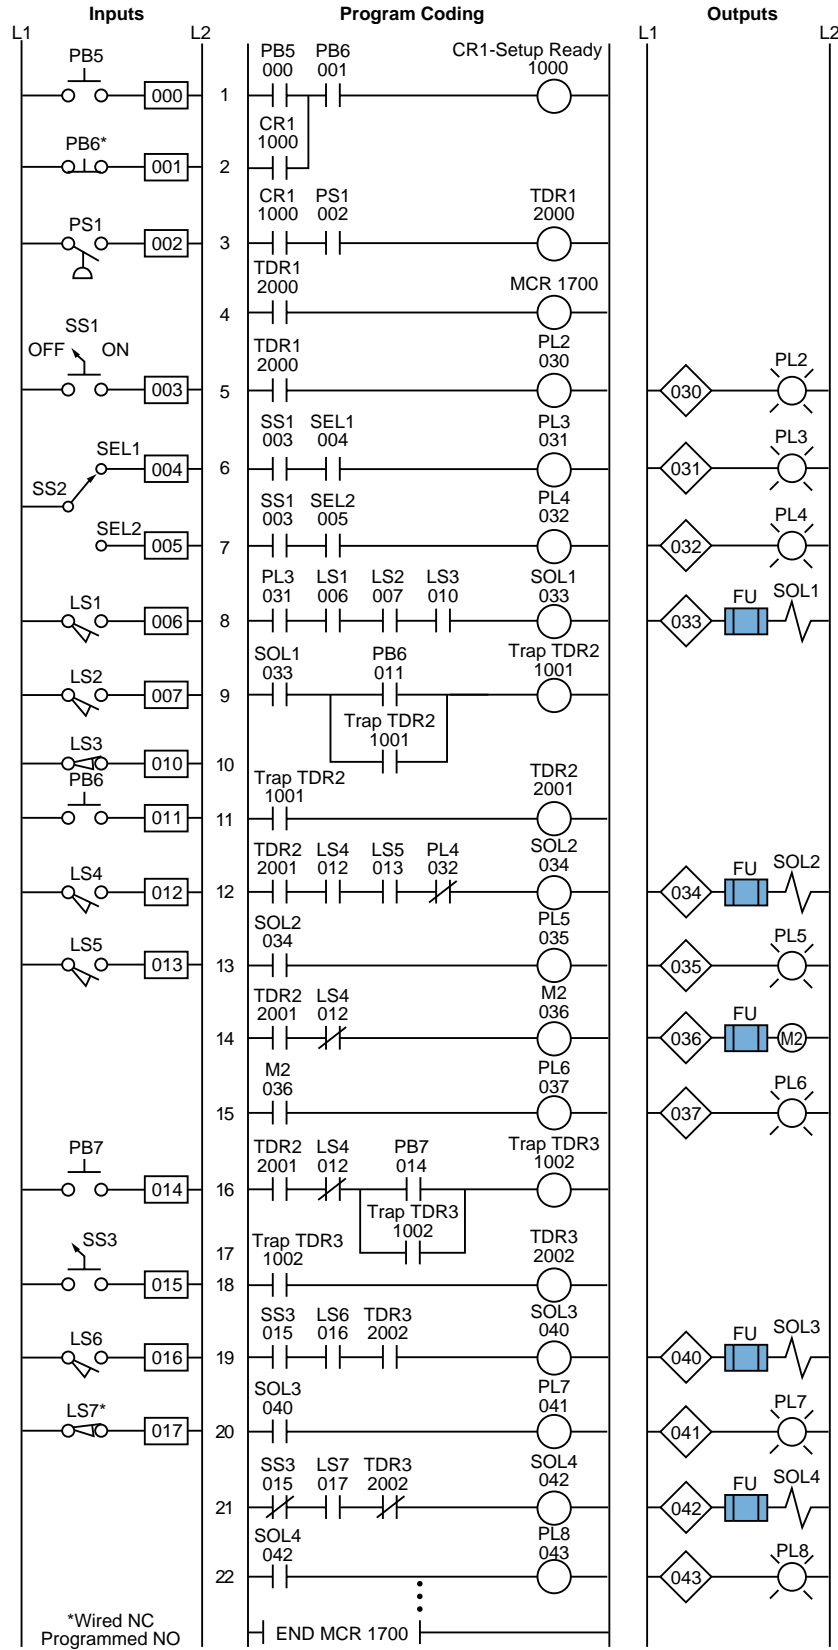 Inputs Program Coding Outputs
L1 L2 L1 L2
PB5 000 1 PB5 000 PB6 001 CR1-Setup Ready 1000
PB6* 001 2 CR1 1000
PS1 002 3 CR1 1000 PS1 002 TDR1 2000
4 TDR1 2000 MCR 1700
SS1 OFF ON 003 5 TDR1 2000 PL2 030 030 PL2
SS2 SEL1 004 6 SS1 003 SEL1 004 PL3 031 031 PL3
SEL2 005 7 SS1 003 SEL2 005 PL4 032 032 PL4
LS1 006 8 PL3 031 LS1 006 LS2 007 LS3 010 SOL1 033 033 FU SOL1
LS2 007 9 SOL1 033 PB6 011 Trap TDR2 1001
LS3 010 10 Trap TDR2 1001
PB6 011 11 Trap TDR2 1001 TDR2 2001
LS4 012 12 TDR2 2001 LS4 012 LS5 013 PL4 032 SOL2 034 034 FU SOL2
LS5 013 13 SOL2 034 PL5 035 035 PL5
14 TDR2 2001 LS4 012 M2 036 036 FU M2
15 M2 036 PL6 037 037 PL6
PB7 014 16 TDR2 2001 LS4 012 PB7 014 Trap TDR3 1002
17 Trap TDR3 1002
SS3 015 18 Trap TDR3 1002 TDR3 2002
LS6 016 19 SS3 015 LS6 016 TDR3 2002 SOL3 040 040 FU SOL3
LS7* 017 20 SOL3 040 PL7 041 041 PL7
21 SS3 015 LS7 017 TDR3 2002 SOL4 042 042 FU SOL4
22 SOL4 042 PL8 043 043 PL8
*Wired NC
Programmed NO
END MCR 1700